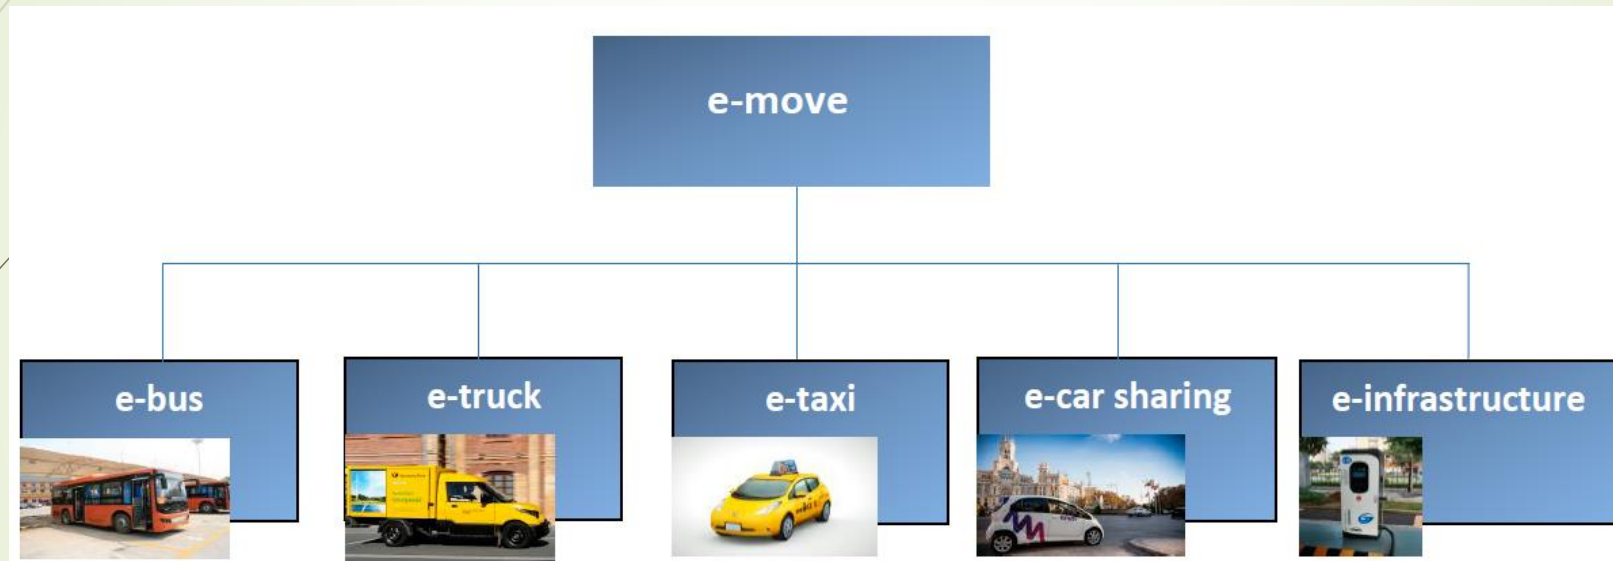 e-move
e-bus
e-truck
e-taxi
e-car sharing
e-infrastructure